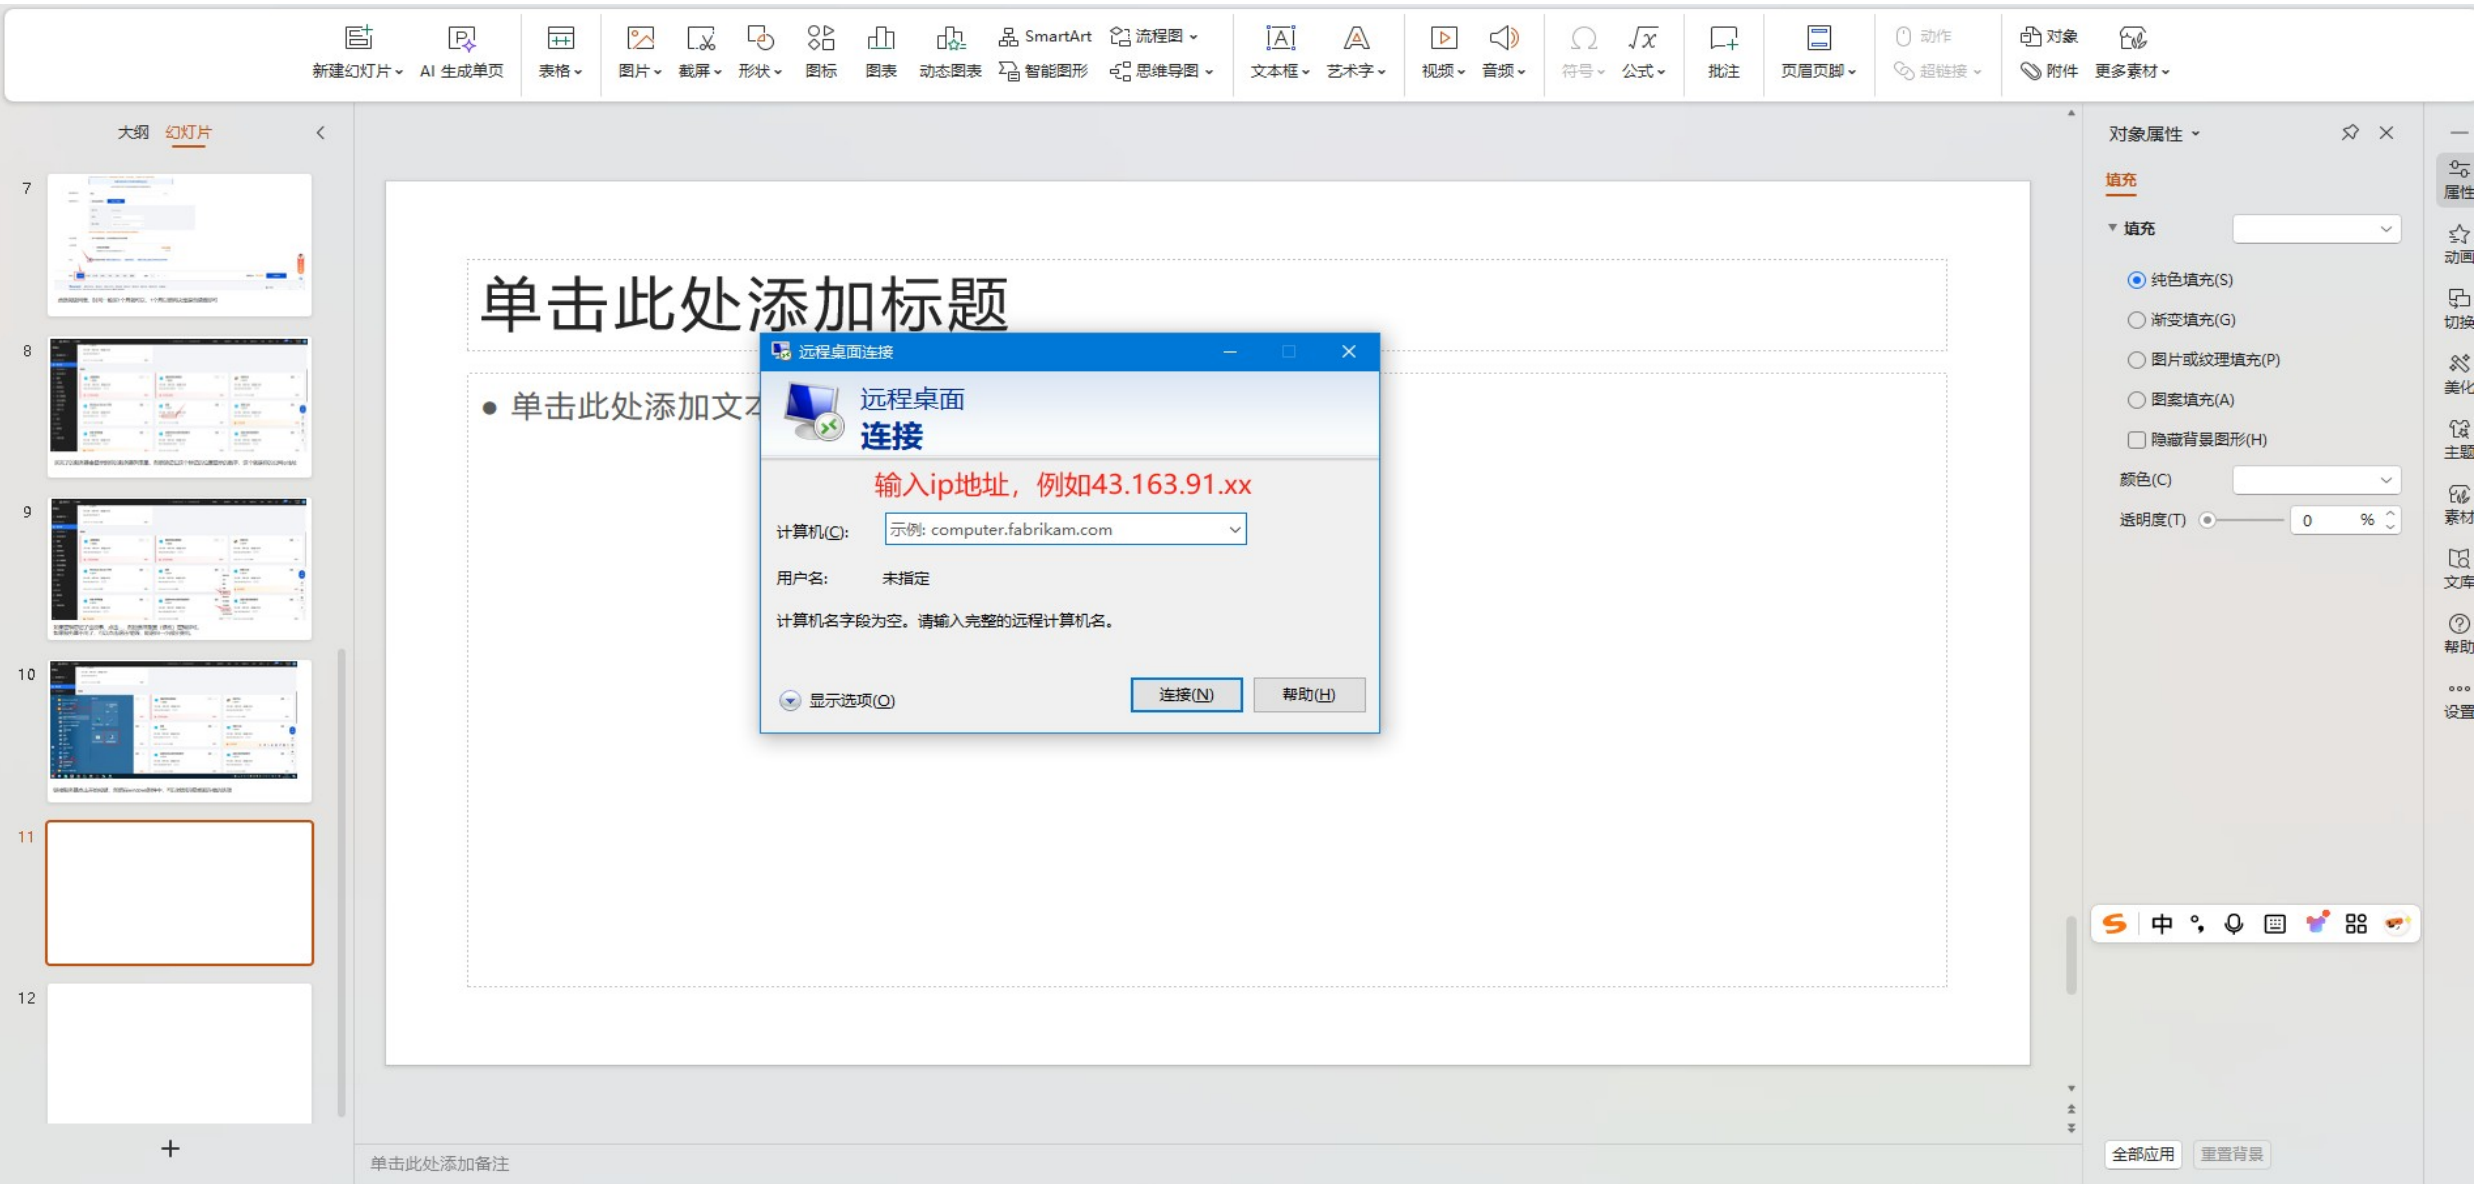 新建幻灯片
AI 生成单页
表格
图片
截屏
形状
图标
图表
动态图表
SmartArt
智能图形
流程图
思维导图
文本框
艺术字
视频
音频
符号
公式
批注
页眉页脚
动作
超链接
对象
附件
更多素材
大纲 幻灯片
7
8
9
10
11
12
单击此处添加标题
• 单击此处添加文
远程桌面连接
远程桌面
连接
输入ip地址，例如43.163.91.xx
计算机(C):
示例: computer.fabrikam.com
用户名: 未指定
计算机名字段为空。请输入完整的远程计算机名。
显示选项(O)
连接(N)
帮助(H)
单击此处添加备注
对象属性
填充
填充
纯色填充(S)
渐变填充(G)
图片或纹理填充(P)
图案填充(A)
隐藏背景图形(H)
颜色(C)
透明度(T) 0 %
中
全部应用
重置背景
属性
动画
切换
美化
主题
素材
文库
帮助
设置